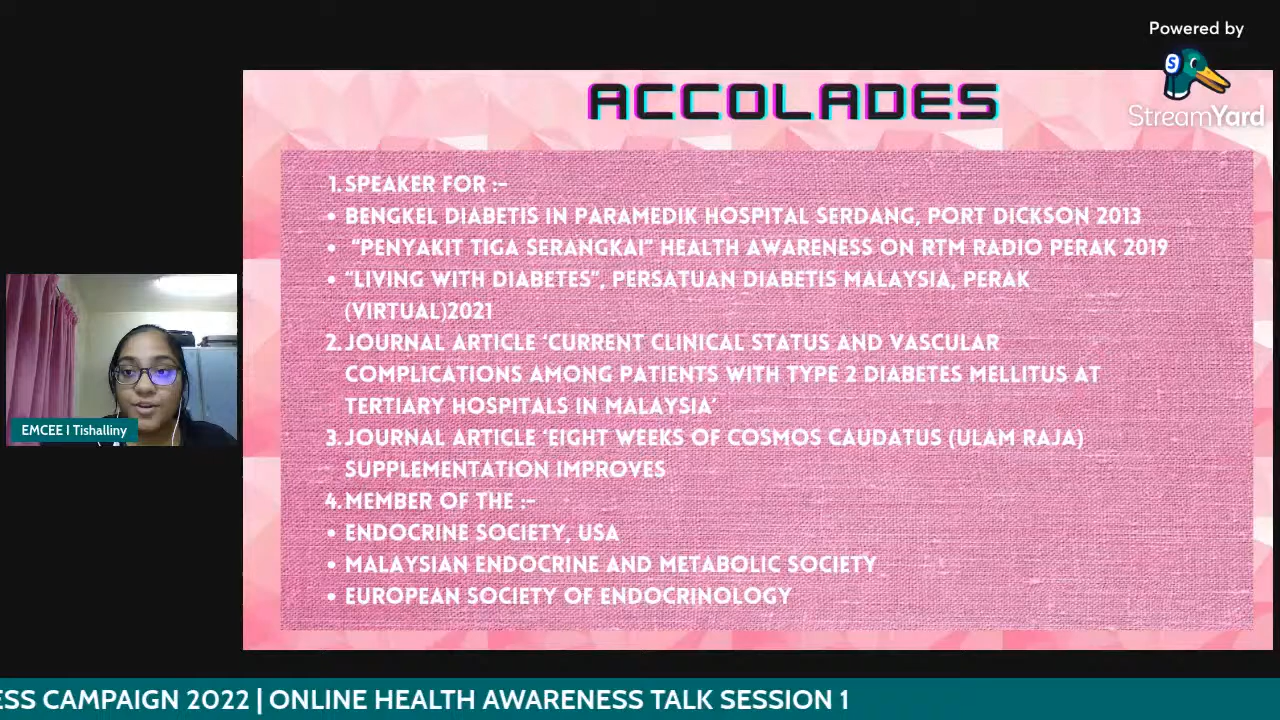 Powered by
StreamYard
ACCOLADES
1. SPEAKER FOR :-
• BENGKEL DIABETIS IN PARAMEDIK HOSPITAL SERDANG, PORT DICKSON 2013
• “PENYAKIT TIGA SERANGKAI” HEALTH AWARENESS ON RTM RADIO PERAK 2019
• “LIVING WITH DIABETES”, PERSATUAN DIABETIS MALAYSIA, PERAK
(VIRTUAL)2021
2. JOURNAL ARTICLE ‘CURRENT CLINICAL STATUS AND VASCULAR
COMPLICATIONS AMONG PATIENTS WITH TYPE 2 DIABETES MELLITUS AT
TERTIARY HOSPITALS IN MALAYSIA’
3. JOURNAL ARTICLE ‘EIGHT WEEKS OF COSMOS CAUDATUS (ULAM RAJA)
SUPPLEMENTATION IMPROVES
4. MEMBER OF THE :-
• ENDOCRINE SOCIETY, USA
• MALAYSIAN ENDOCRINE AND METABOLIC SOCIETY
• EUROPEAN SOCIETY OF ENDOCRINOLOGY
EMCEE I Tishalliny
ESS CAMPAIGN 2022 | ONLINE HEALTH AWARENESS TALK SESSION 1